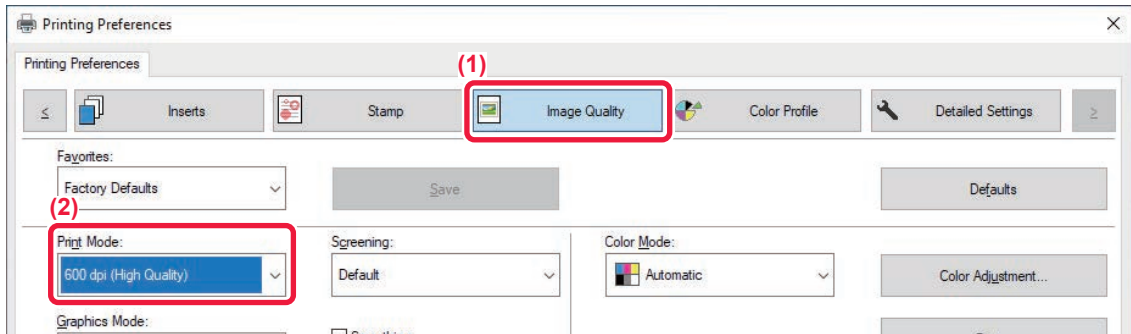 Printing Preferences
Printing Preferences
(1)
<
Inserts
Stamp
Image Quality
Color Profile
Detailed Settings
>
Favorites:
Factory Defaults
Save
Defaults
(2)
Print Mode:
Screening:
Color Mode:
600 dpi (High Quality)
Default
Automatic
Color Adjustment...
Graphics Mode: